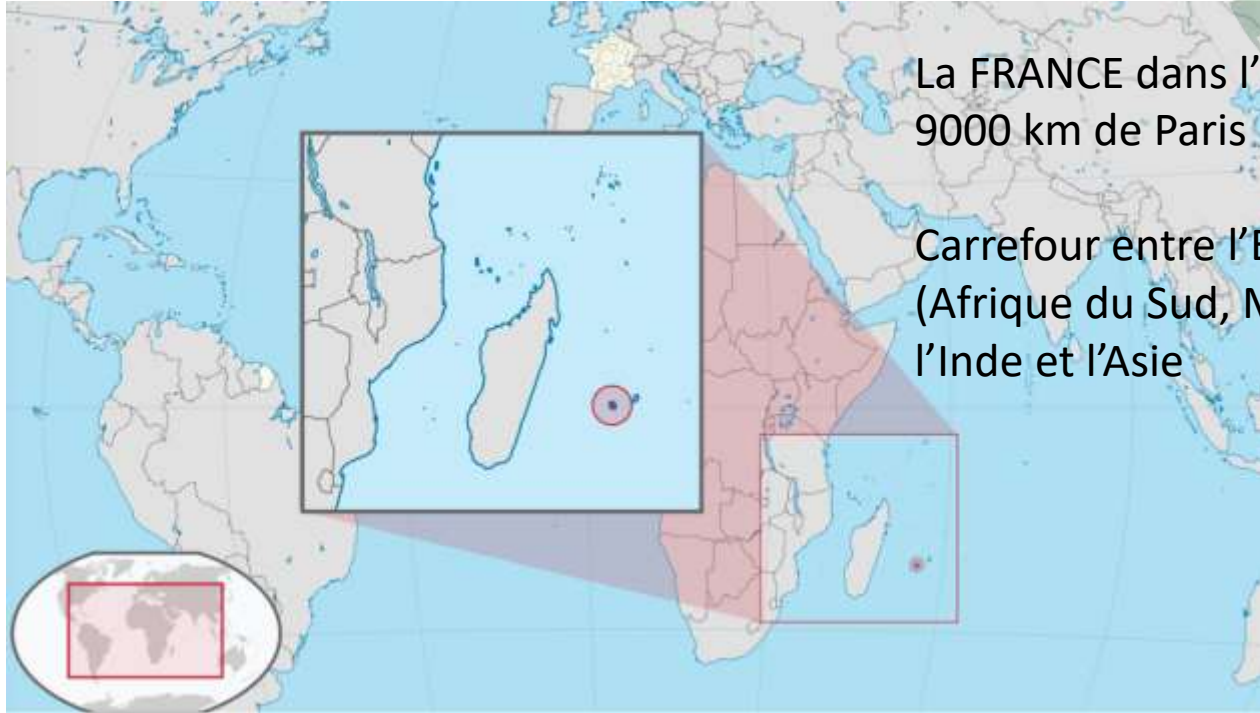 La FRANCE dans l’
9000 km de Paris
Carrefour entre l’
(Afrique du Sud,
l’Inde et l’Asie